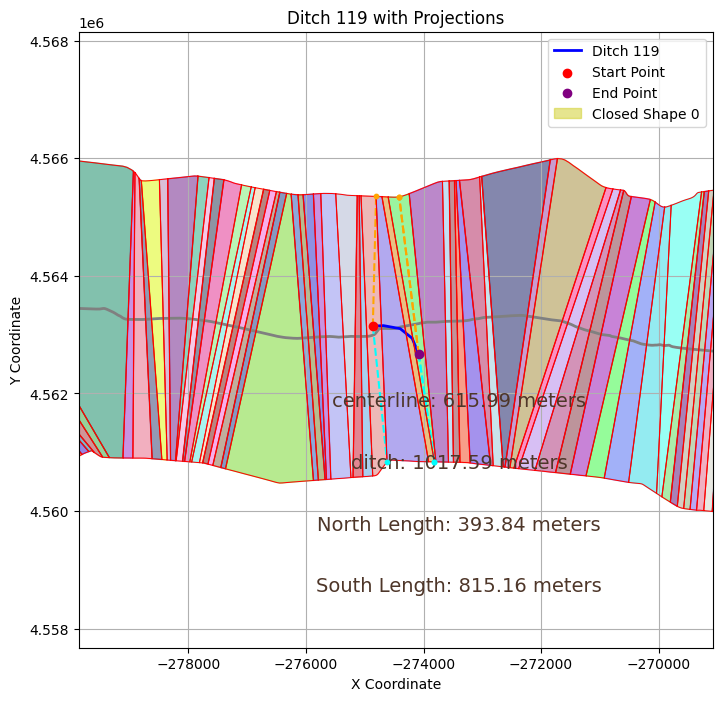 Ditch 119 with Projections
1e6
Ditch 119
Start Point
End Point
Closed Shape 0
4.568
4.566
4.564
4.562
4.560
4.558
Y Coordinate
centerline: 615.99 meters
ditch: 1017.59 meters
North Length: 393.84 meters
South Length: 815.16 meters
−278000 −276000 −274000 −272000 −270000
X Coordinate